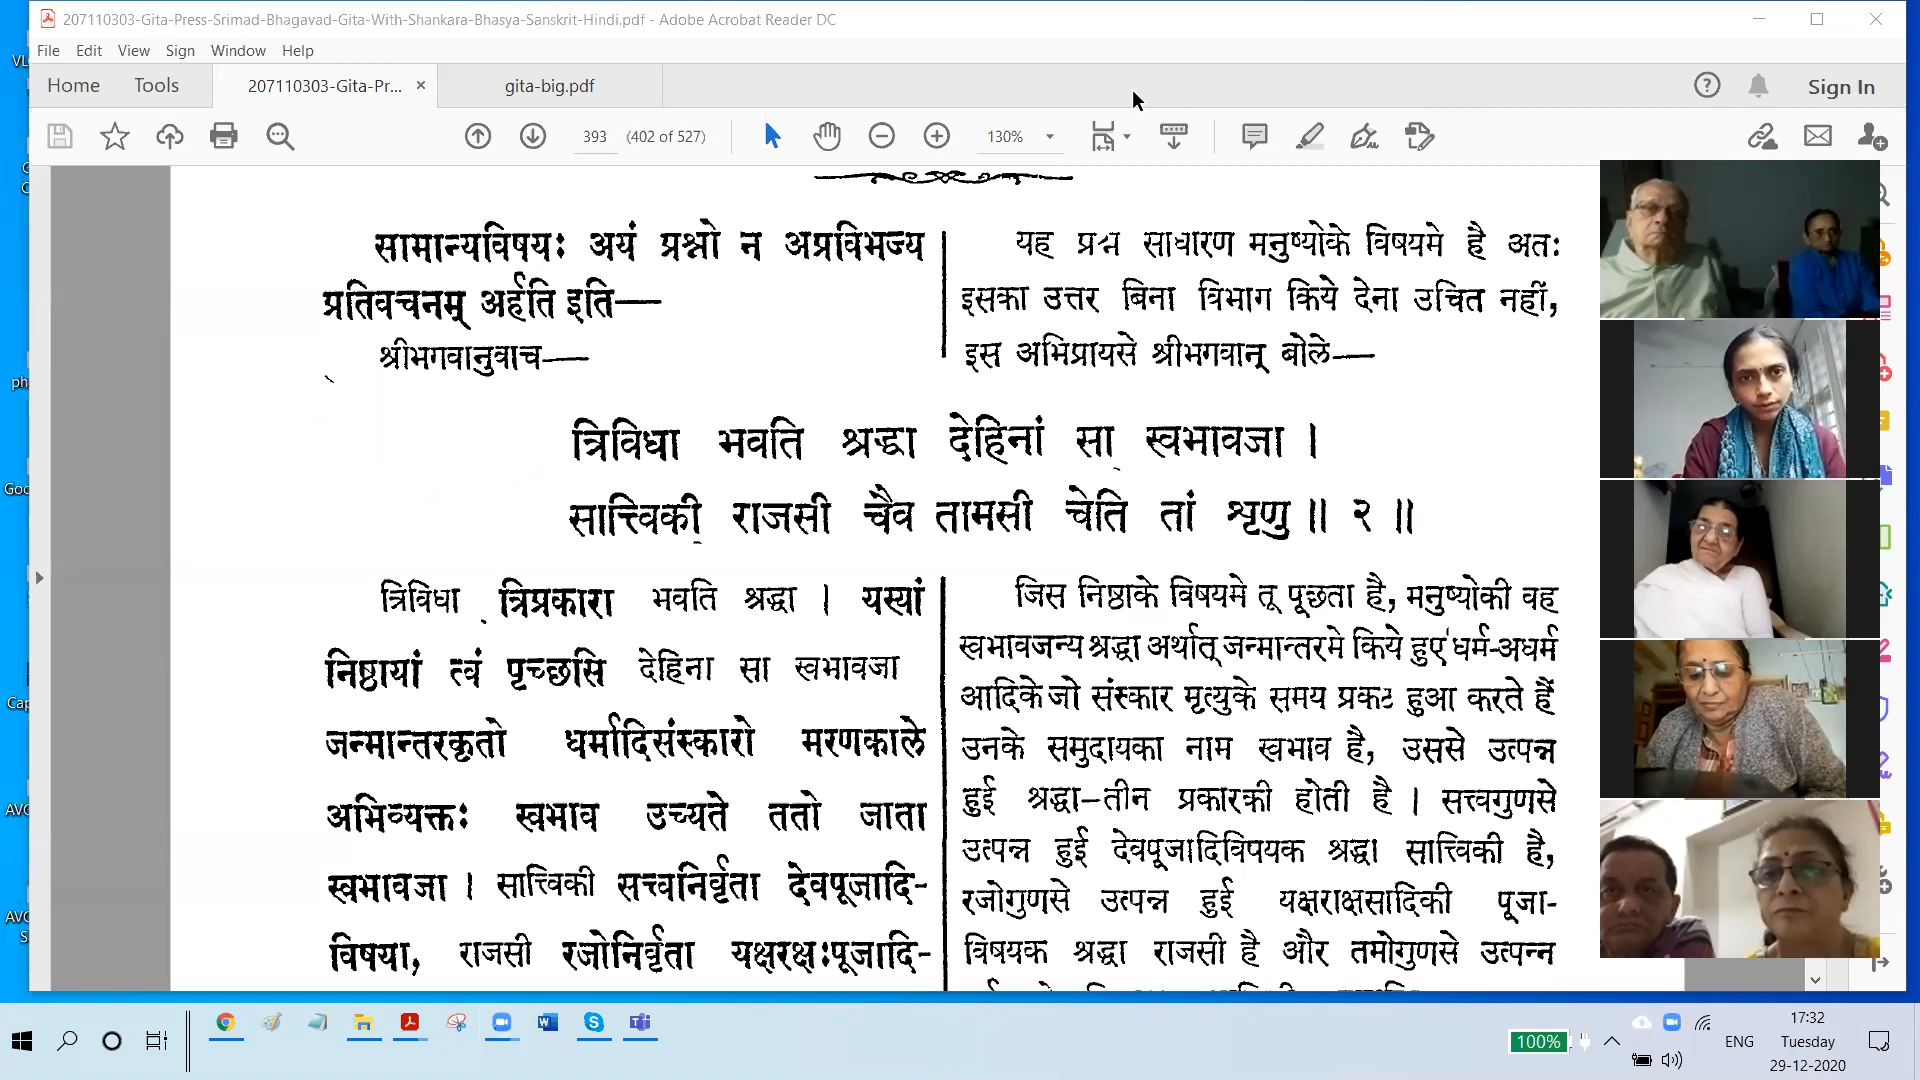 207110303-Gita-Press-Srimad-Bhagavad-Gita-With-Shankara-Bhasya-Sanskrit-Hindi.pdf - Adobe Acrobat Reader DC
File Edit View Sign Window Help
Home Tools 207110303-Gita-Pr... × gita-big.pdf Sign In
393 (402 of 527) 130%
सामान्यविषयः अयं प्रश्नो न अप्रविभज्य
प्रतिवचनम् अर्हति इति—
श्रीभगवानुवाच—
यह प्रश्न साधारण मनुष्योके विषयमे है अतः
इसका उत्तर बिना विभाग किये देना उचित नहीं,
इस अभिप्रायसे श्रीभगवान् बोले—
त्रिविधा भवति श्रद्धा देहिनां सा स्वभावजा ।
सात्त्विकी राजसी चैव तामसी चेति तां शृणु ॥ २ ॥
त्रिविधा त्रिप्रकारा भवति श्रद्धा । यस्यां
निष्ठायां त्वं पृच्छसि देहिना सा स्वभावजा
जन्मान्तरकृतो धर्मादिसंस्कारो मरणकाले
अभिव्यक्तः स्वभाव उच्यते ततो जाता
स्वभावजा । सात्त्विकी सत्त्वनिर्वृता देवपूजादि-
विषया, राजसी रजोनिर्वृता यक्षरक्षःपूजादि-
जिस निष्ठाके विषयमे तू पूछता है, मनुष्योकी वह
स्वभावजन्य श्रद्धा अर्थात् जन्मान्तरमे किये हुए धर्म-अधर्म
आदिके जो संस्कार मृत्युके समय प्रकट हुआ करते हैं
उनके समुदायका नाम स्वभाव है, उससे उत्पन्न
हुई श्रद्धा—तीन प्रकारकी होती है । सत्त्वगुणसे
उत्पन्न हुई देवपूजादिविषयक श्रद्धा सात्त्विकी है,
रजोगुणसे उत्पन्न हुई यक्षराक्षसादिकी पूजा-
विषयक श्रद्धा राजसी है और तमोगुणसे उत्पन्न
100% ENG
17:32
Tuesday
29-12-2020